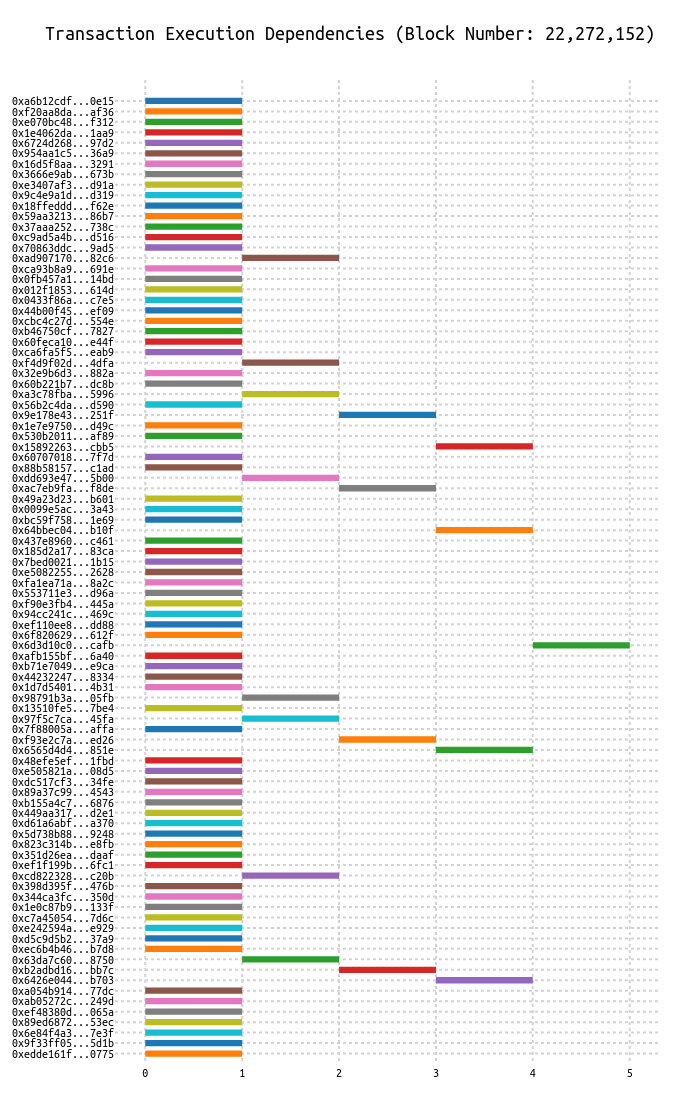 Transaction Execution Dependencies (Block Number: 22,272,152)
0xa6b12cdf...0e15
0xf20aa8da...af36
0xe070bc48...f312
0x1e4062da...1aa9
0x6724d268...97d2
0x954aa1c5...36a9
0x16d5f8aa...3291
0x3666e9ab...673b
0xe3407af3...d91a
0x9c4e9a1d...d319
0x18ffeddd...f62e
0x59aa3213...86b7
0x37aaa252...738c
0xc9ad5a4b...d516
0x70863ddc...9ad5
0xad907170...82c6
0xca93b8a9...691e
0x0fb457a1...14bd
0x012f1853...614d
0x0433f86a...c7e5
0x44b00f45...ef09
0xcbc4c27d...554e
0xb46750cf...7827
0x60feca10...e44f
0xca6fa5f5...eab9
0xf4d9f02d...4dfa
0x32e9b6d3...882a
0x60b221b7...dc8b
0xa3c78fba...5996
0x56b2c4da...d590
0x9e178e43...251f
0x1e7e9750...d49c
0x530b2011...af89
0x15892263...cbb5
0x60707018...7f7d
0x88b58157...c1ad
0xdd693e47...5b00
0xac7eb9fa...f8de
0x49a23d23...b601
0x0099e5ac...3a43
0xbc59f758...1e69
0x64bbec04...b10f
0x437e8960...c461
0x185d2a17...83ca
0x7bed0021...1b15
0xe5082255...2628
0xfa1ea71a...8a2c
0x553711e3...d96a
0xf90e3fb4...445a
0x94cc241c...469c
0xef110ee8...dd88
0x6f820629...612f
0x6d3d10c0...cafb
0xafb155bf...6a40
0xb71e7049...e9ca
0x44232247...8334
0x1d7d5401...4b31
0x98791b3a...05fb
0x13510fe5...7be4
0x97f5c7ca...45fa
0x7f88005a...affa
0xf93e2c7a...ed26
0x6565d4d4...851e
0x48efe5ef...1fbd
0xe505821a...08d5
0xdc517cf3...34fe
0x89a37c99...4543
0xb155a4c7...6876
0x449aa317...d2e1
0xd61a6abf...a370
0x5d738b88...9248
0x823c314b...e8fb
0x351d26ea...daaf
0xef1f199b...6fc1
0xcd822328...c20b
0x398d395f...476b
0x344ca3fc...350d
0x1e0c87b9...133f
0xc7a45054...7d6c
0xe242594a...e929
0xd5c9d5b2...37a9
0xec6b4b46...b7d8
0x63da7c60...8750
0xb2adbd16...bb7c
0x6426e044...b703
0xa054b914...77dc
0xab05272c...249d
0xef48380d...065a
0x89ed6872...53ec
0x6e84f4a3...7e3f
0x9f33ff05...5d1b
0xedde161f...0775
0 1 2 3 4 5